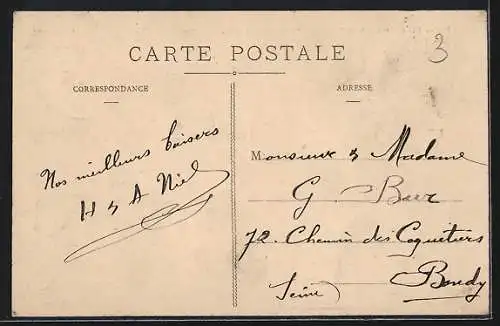 CARTE POSTALE
3
CORRESPONDANCE
ADRESSE
Nos meilleurs baisers
H & A Niel
Monsieur & Madame
G. Baer
72. Chemin des Coquetiers
Bondy
Seine